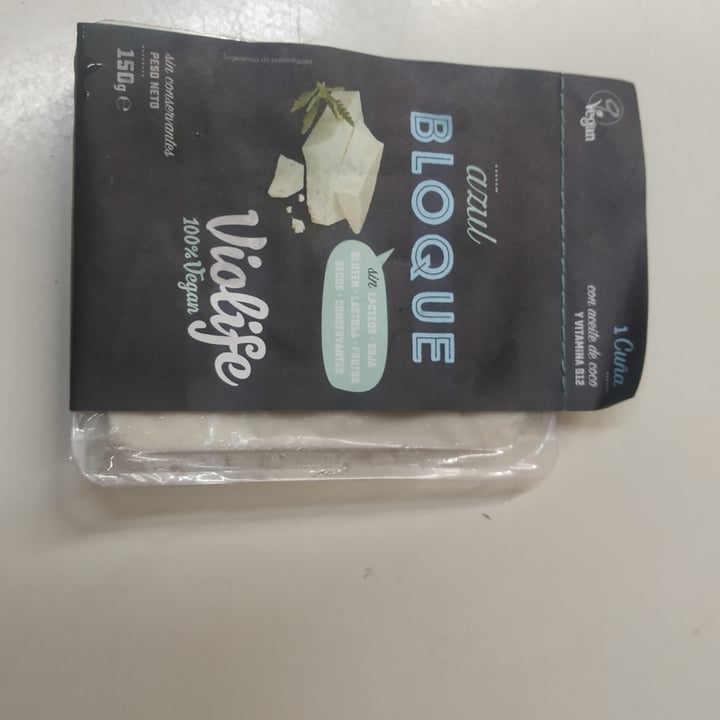 Vegan
1 Cuña
con aceite de coco
Y VITAMINA B12
azul
BLOQUE
sin LÁCTEOS · SOJA
GLUTEN · LACTOSA · FRUTOS
SECOS · CONSERVANTES
Sugerencia de presentación
Violife
100% Vegan
sin conservantes
PESO NETO
150g e